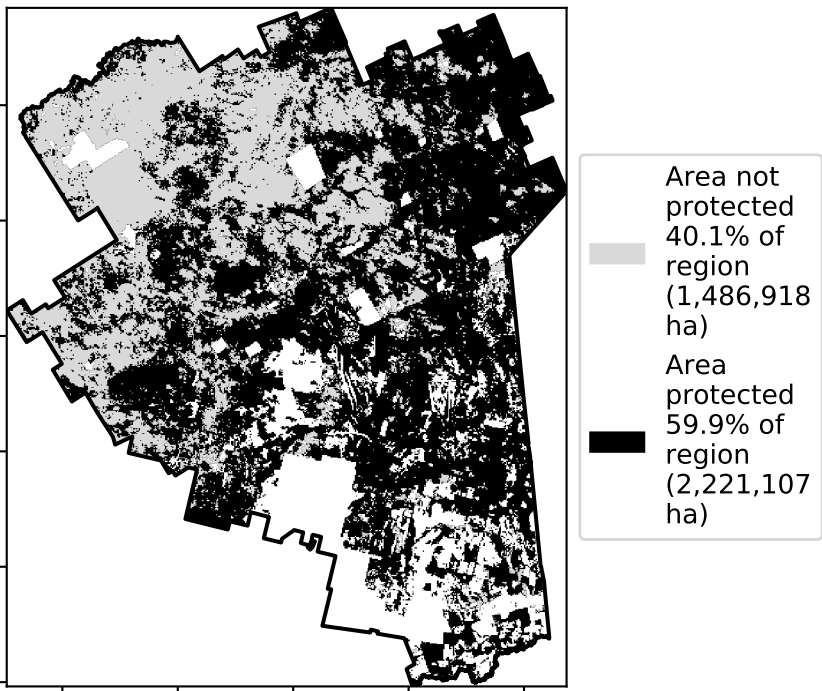 Area not
protected
40.1% of
region
(1,486,918
ha)
Area
protected
59.9% of
region
(2,221,107
ha)